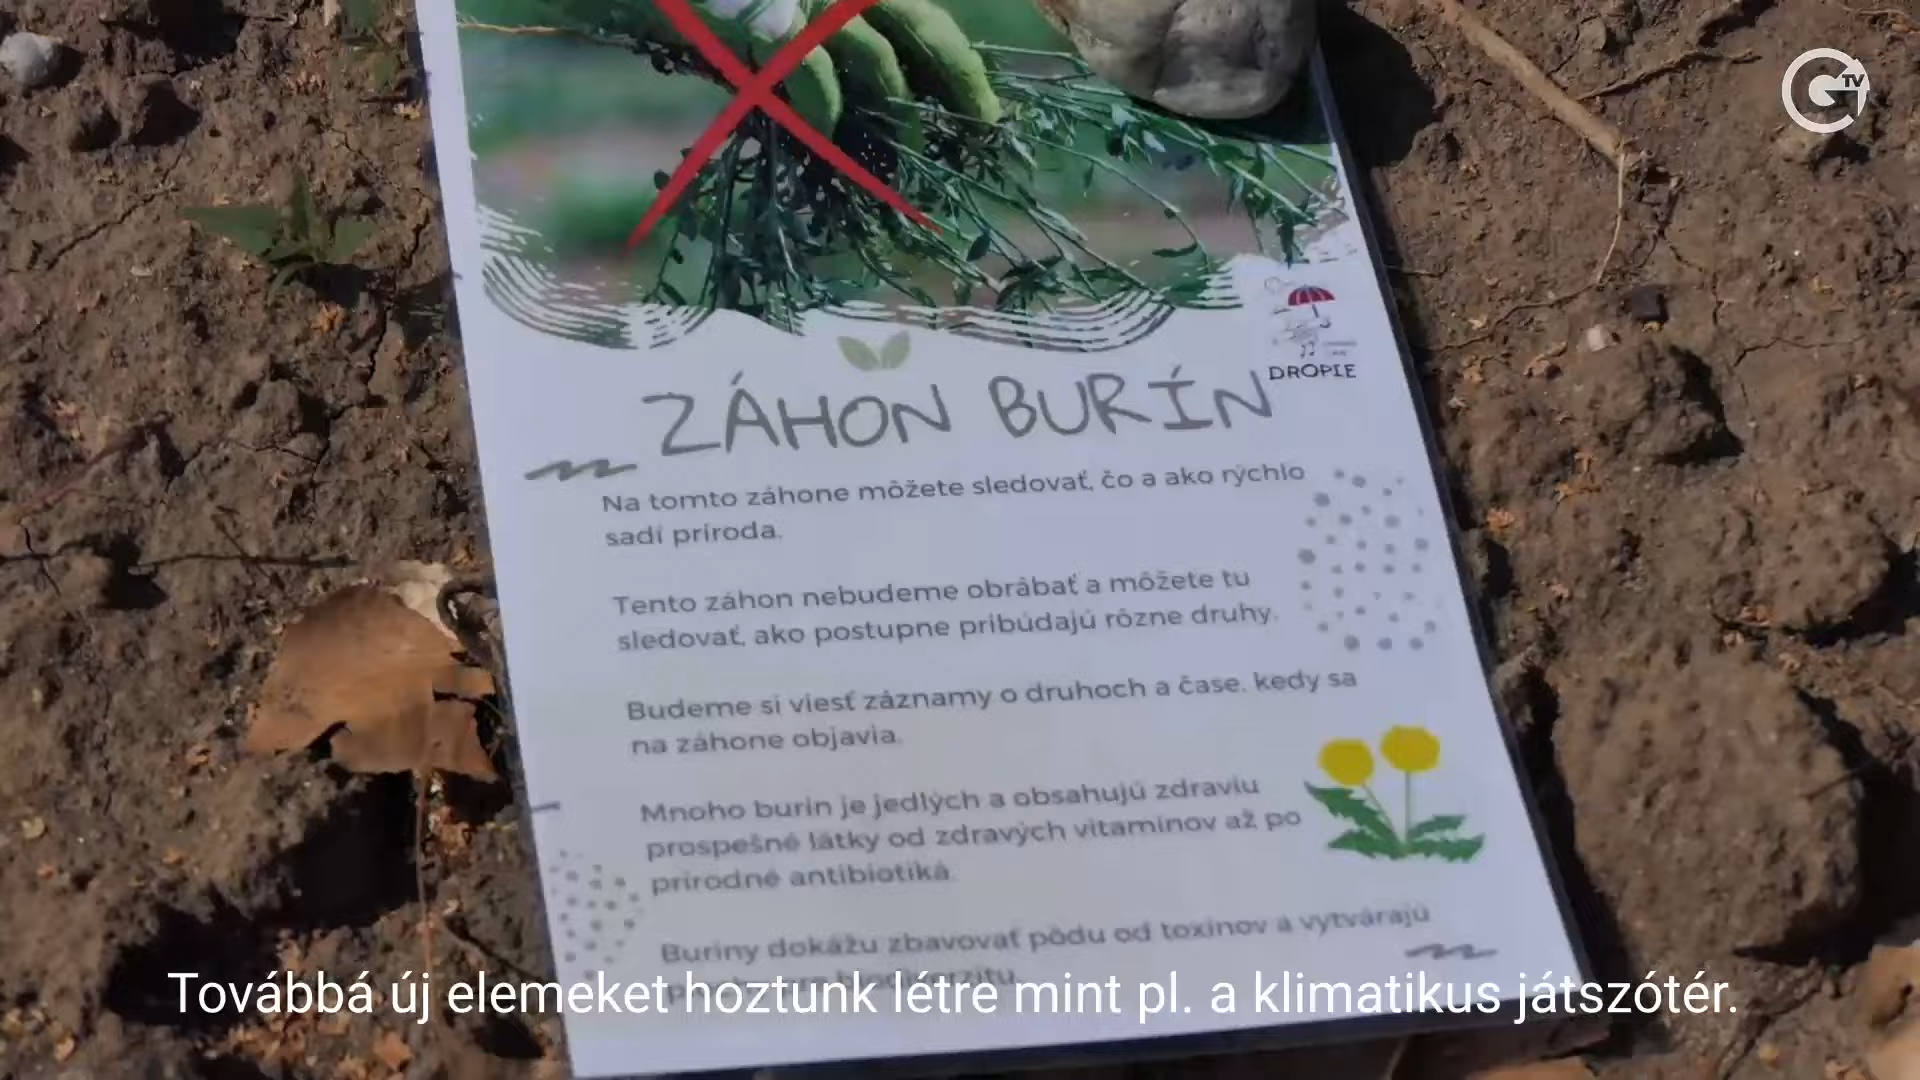 TV
DROPIE
ZÁHON BURÍN
Na tomto záhone môžete sledovať, čo a ako rýchlo
sadí príroda.
Tento záhon nebudeme obrábať a môžete tu
sledovať, ako postupne pribúdajú rôzne druhy.
Budeme si viesť záznamy o druhoch a čase, kedy sa
na záhone objavia.
Mnoho burín je jedlých a obsahujú zdraviu
prospešné látky od zdravých vitamínov až po
prírodné antibiotiká.
Buriny dokážu zbavovať pôdu od toxínov a vytvárajú
Továbbá új elemeket hoztunk létre mint pl. a klimatikus játszótér.